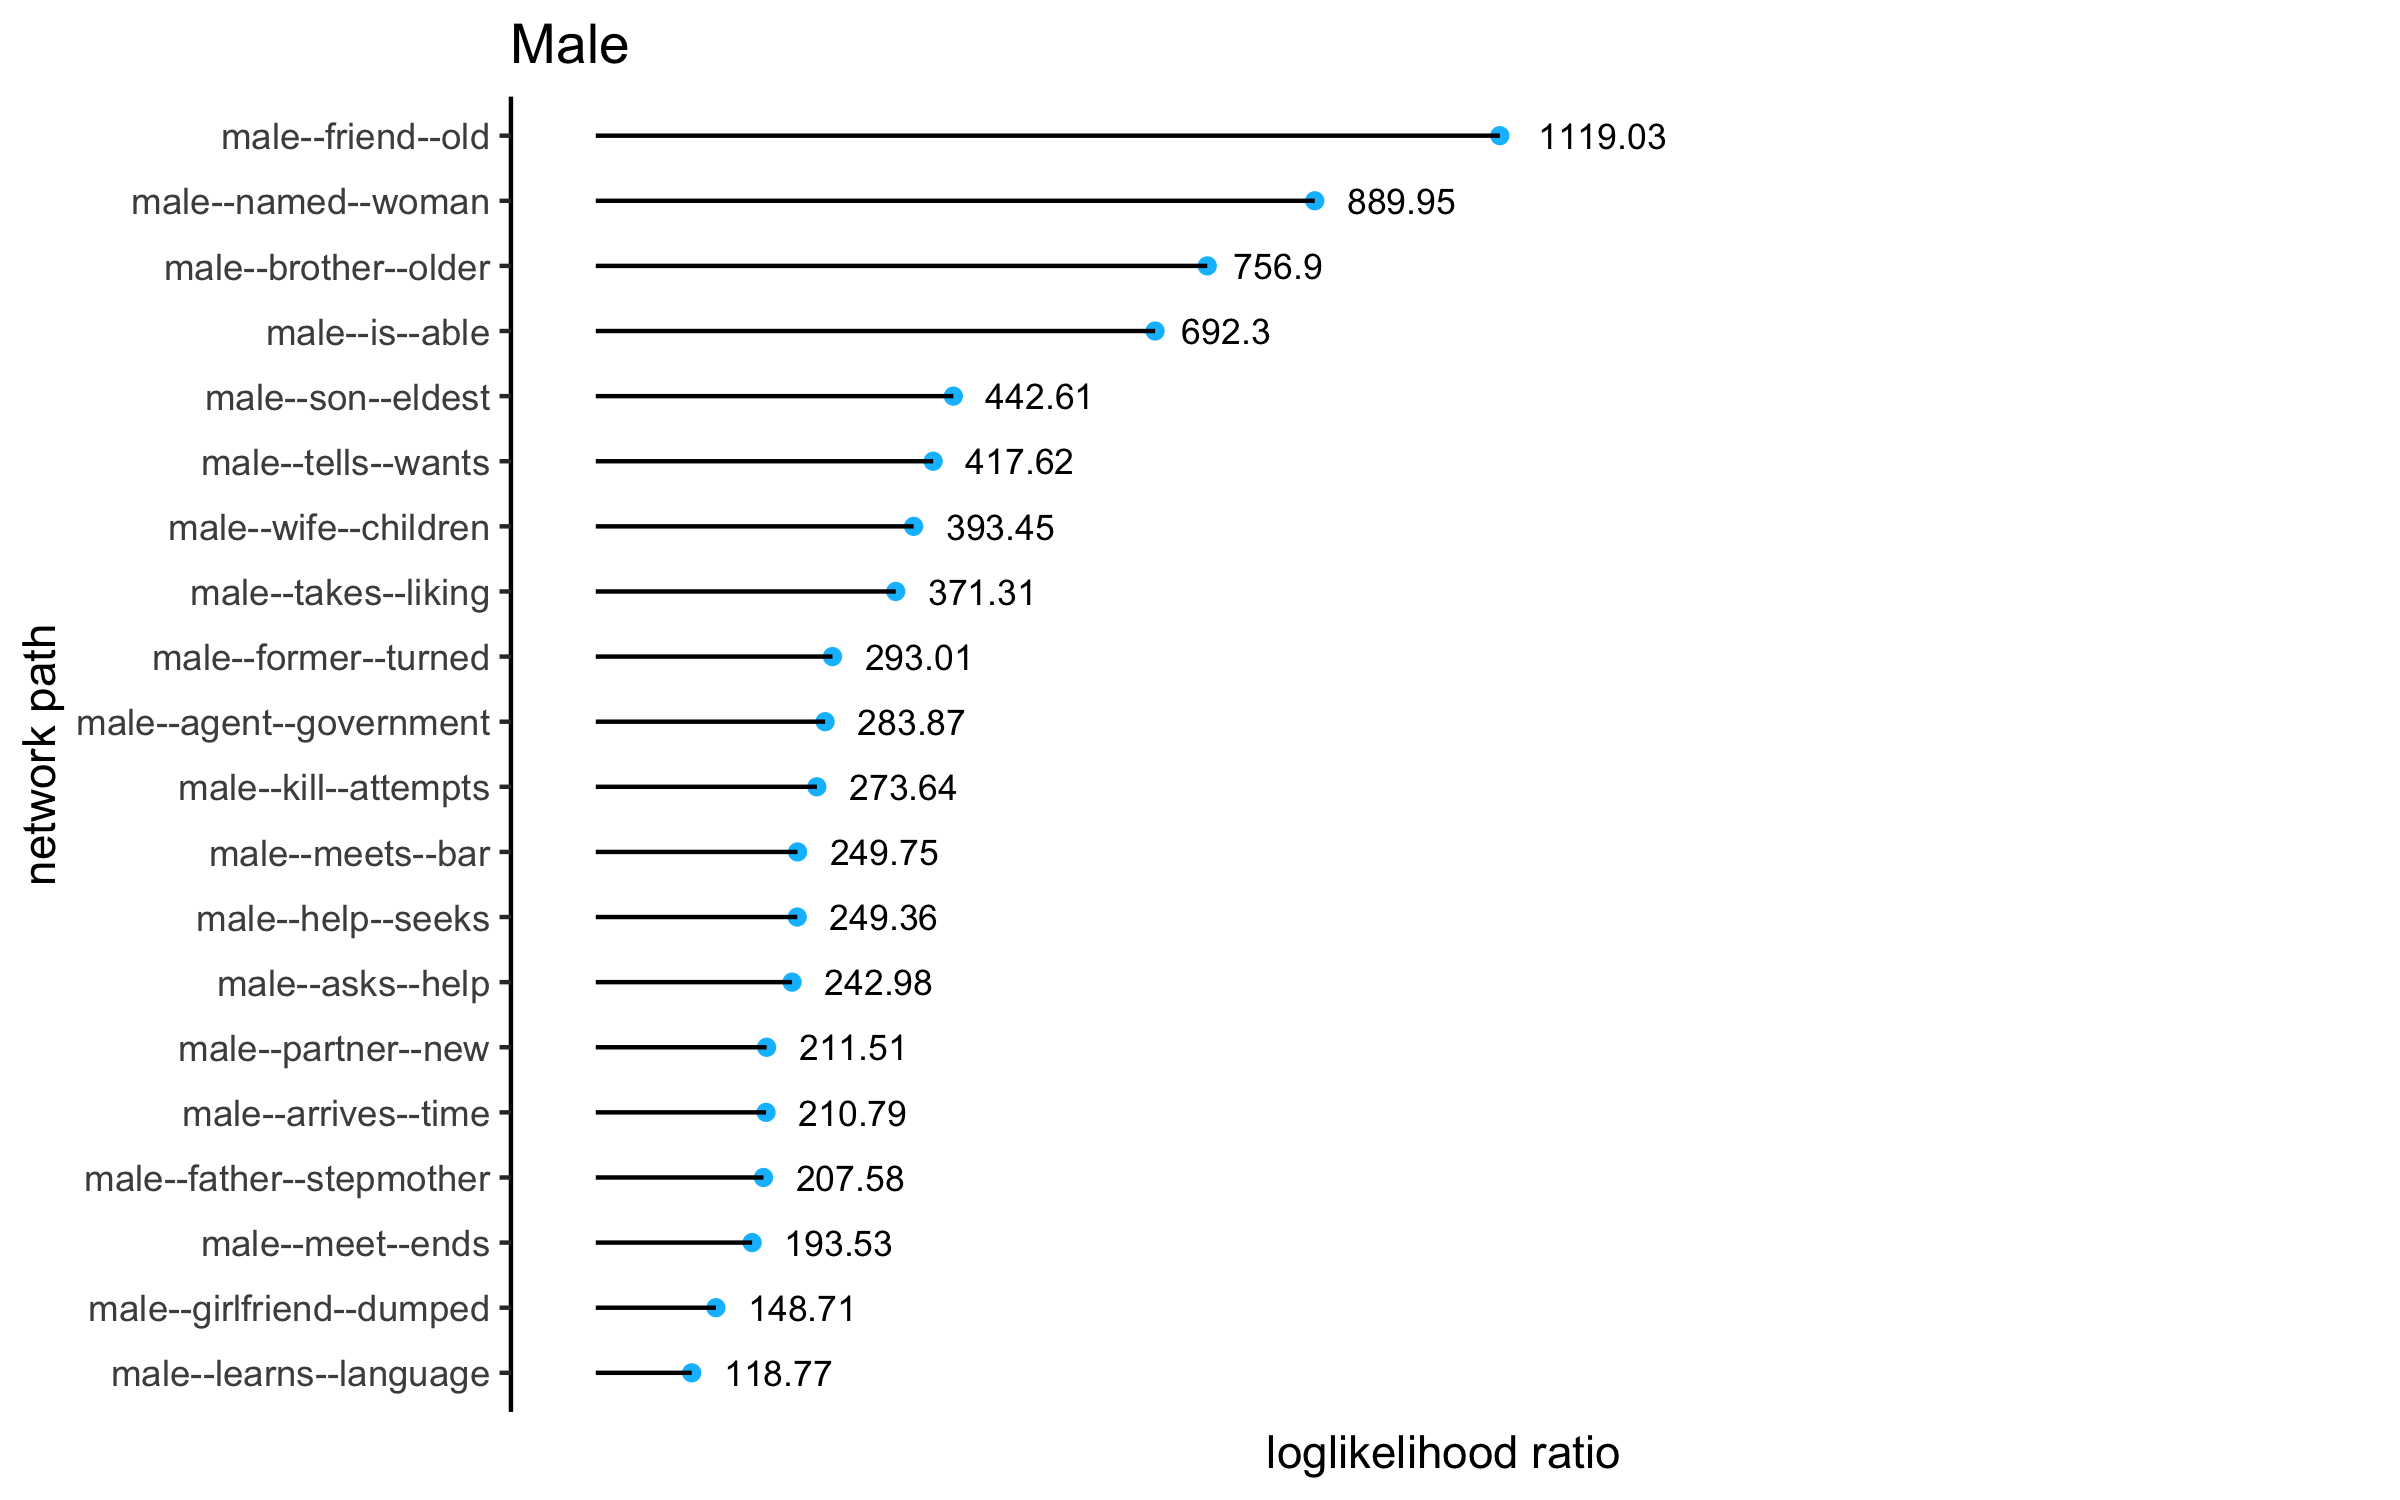 Male
male--friend--old 1119.03
male--named--woman 889.95
male--brother--older 756.9
male--is--able 692.3
male--son--eldest 442.61
male--tells--wants 417.62
male--wife--children 393.45
male--takes--liking 371.31
male--former--turned 293.01
male--agent--government 283.87
male--kill--attempts 273.64
male--meets--bar 249.75
male--help--seeks 249.36
male--asks--help 242.98
male--partner--new 211.51
male--arrives--time 210.79
male--father--stepmother 207.58
male--meet--ends 193.53
male--girlfriend--dumped 148.71
male--learns--language 118.77
network path
loglikelihood ratio